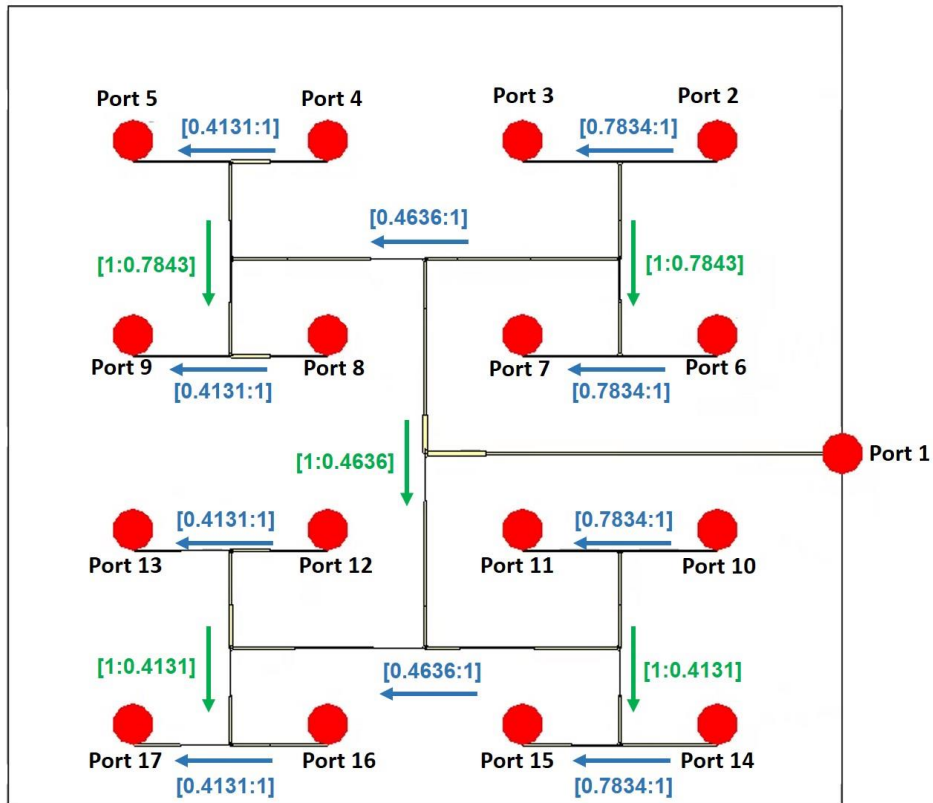 Port 5
Port 4
Port 3
Port 2
[0.4131:1]
[0.7834:1]
[0.4636:1]
[1:0.7843]
[1:0.7843]
Port 9
Port 8
Port 7
Port 6
[0.4131:1]
[0.7834:1]
Port 1
[1:0.4636]
[0.4131:1]
[0.7834:1]
Port 13
Port 12
Port 11
Port 10
[1:0.4131]
[0.4636:1]
[1:0.4131]
Port 17
Port 16
Port 15
Port 14
[0.4131:1]
[0.7834:1]